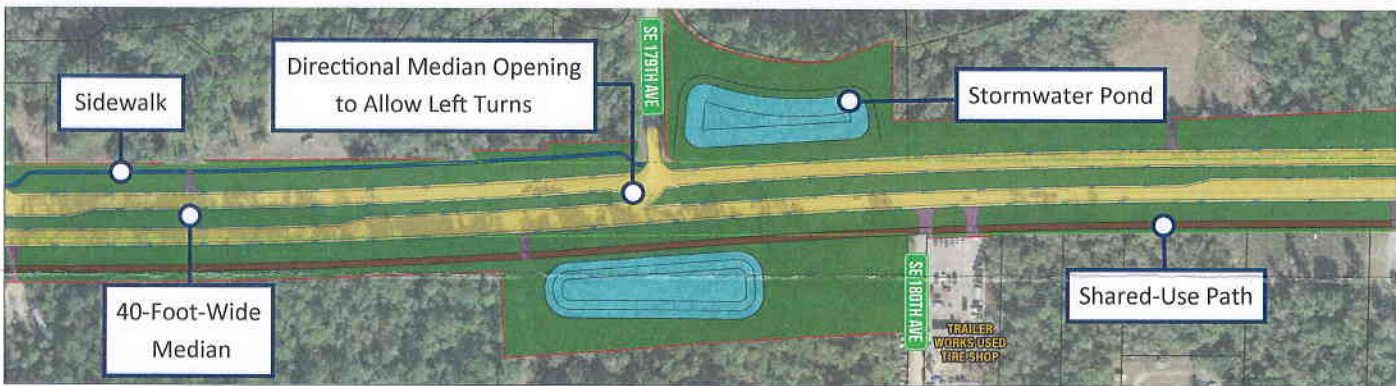 SE 179TH AVE
Directional Median Opening
to Allow Left Turns
Sidewalk
Stormwater Pond
40-Foot-Wide
Median
SE 180TH AVE
Shared-Use Path
TRAILER
WORKS USED
TIRE SHOP